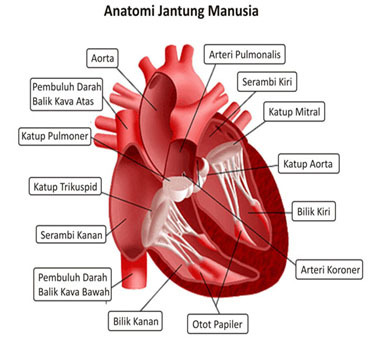 Anatomi Jantung Manusia
Aorta
Arteri Pulmonalis
Pembuluh Darah
Balik Kava Atas
Serambi Kiri
Katup Mitral
Katup Pulmoner
Katup Aorta
Katup Trikuspid
Bilik Kiri
Serambi Kanan
Arteri Koroner
Pembuluh Darah
Balik Kava Bawah
Bilik Kanan
Otot Papiler